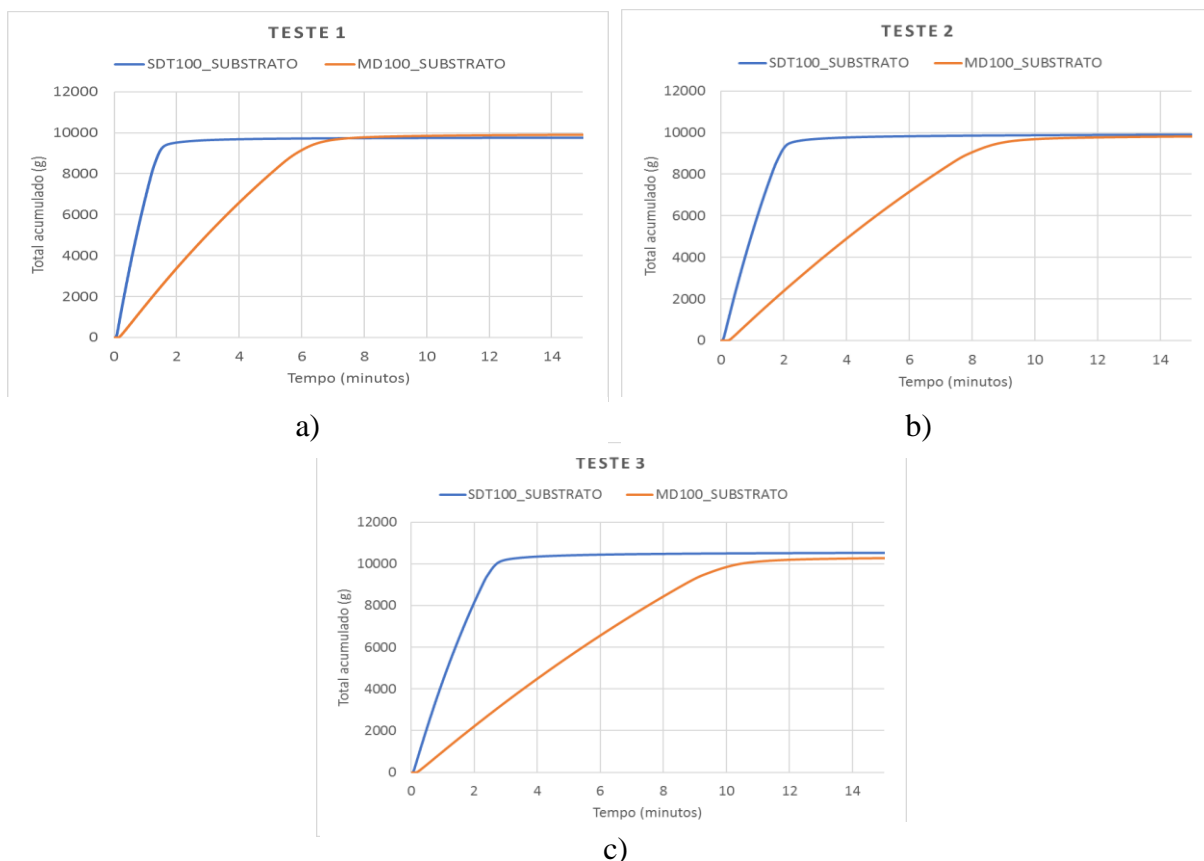 TESTE 1
SDT100_SUBSTRATO MD100_SUBSTRATO
12000
10000
8000
6000
4000
2000
0
Total acumulado (g)
0 2 4 6 8 10 12 14
Tempo (minutos)
a)
TESTE 2
SDT100_SUBSTRATO MD100_SUBSTRATO
12000
10000
8000
6000
4000
2000
0
Total acumulado (g)
0 2 4 6 8 10 12 14
Tempo (minutos)
b)
TESTE 3
SDT100_SUBSTRATO MD100_SUBSTRATO
12000
10000
8000
6000
4000
2000
0
Total acumulado (g)
0 2 4 6 8 10 12 14
Tempo (minutos)
c)